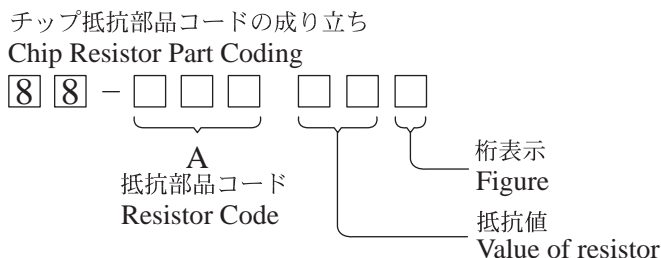 チップ抵抗部品コードの成り立ち
Chip Resistor Part Coding
8 8 − □ □ □ □ □ □
A
抵抗部品コード
Resistor Code
桁表示
Figure
抵抗値
Value of resistor